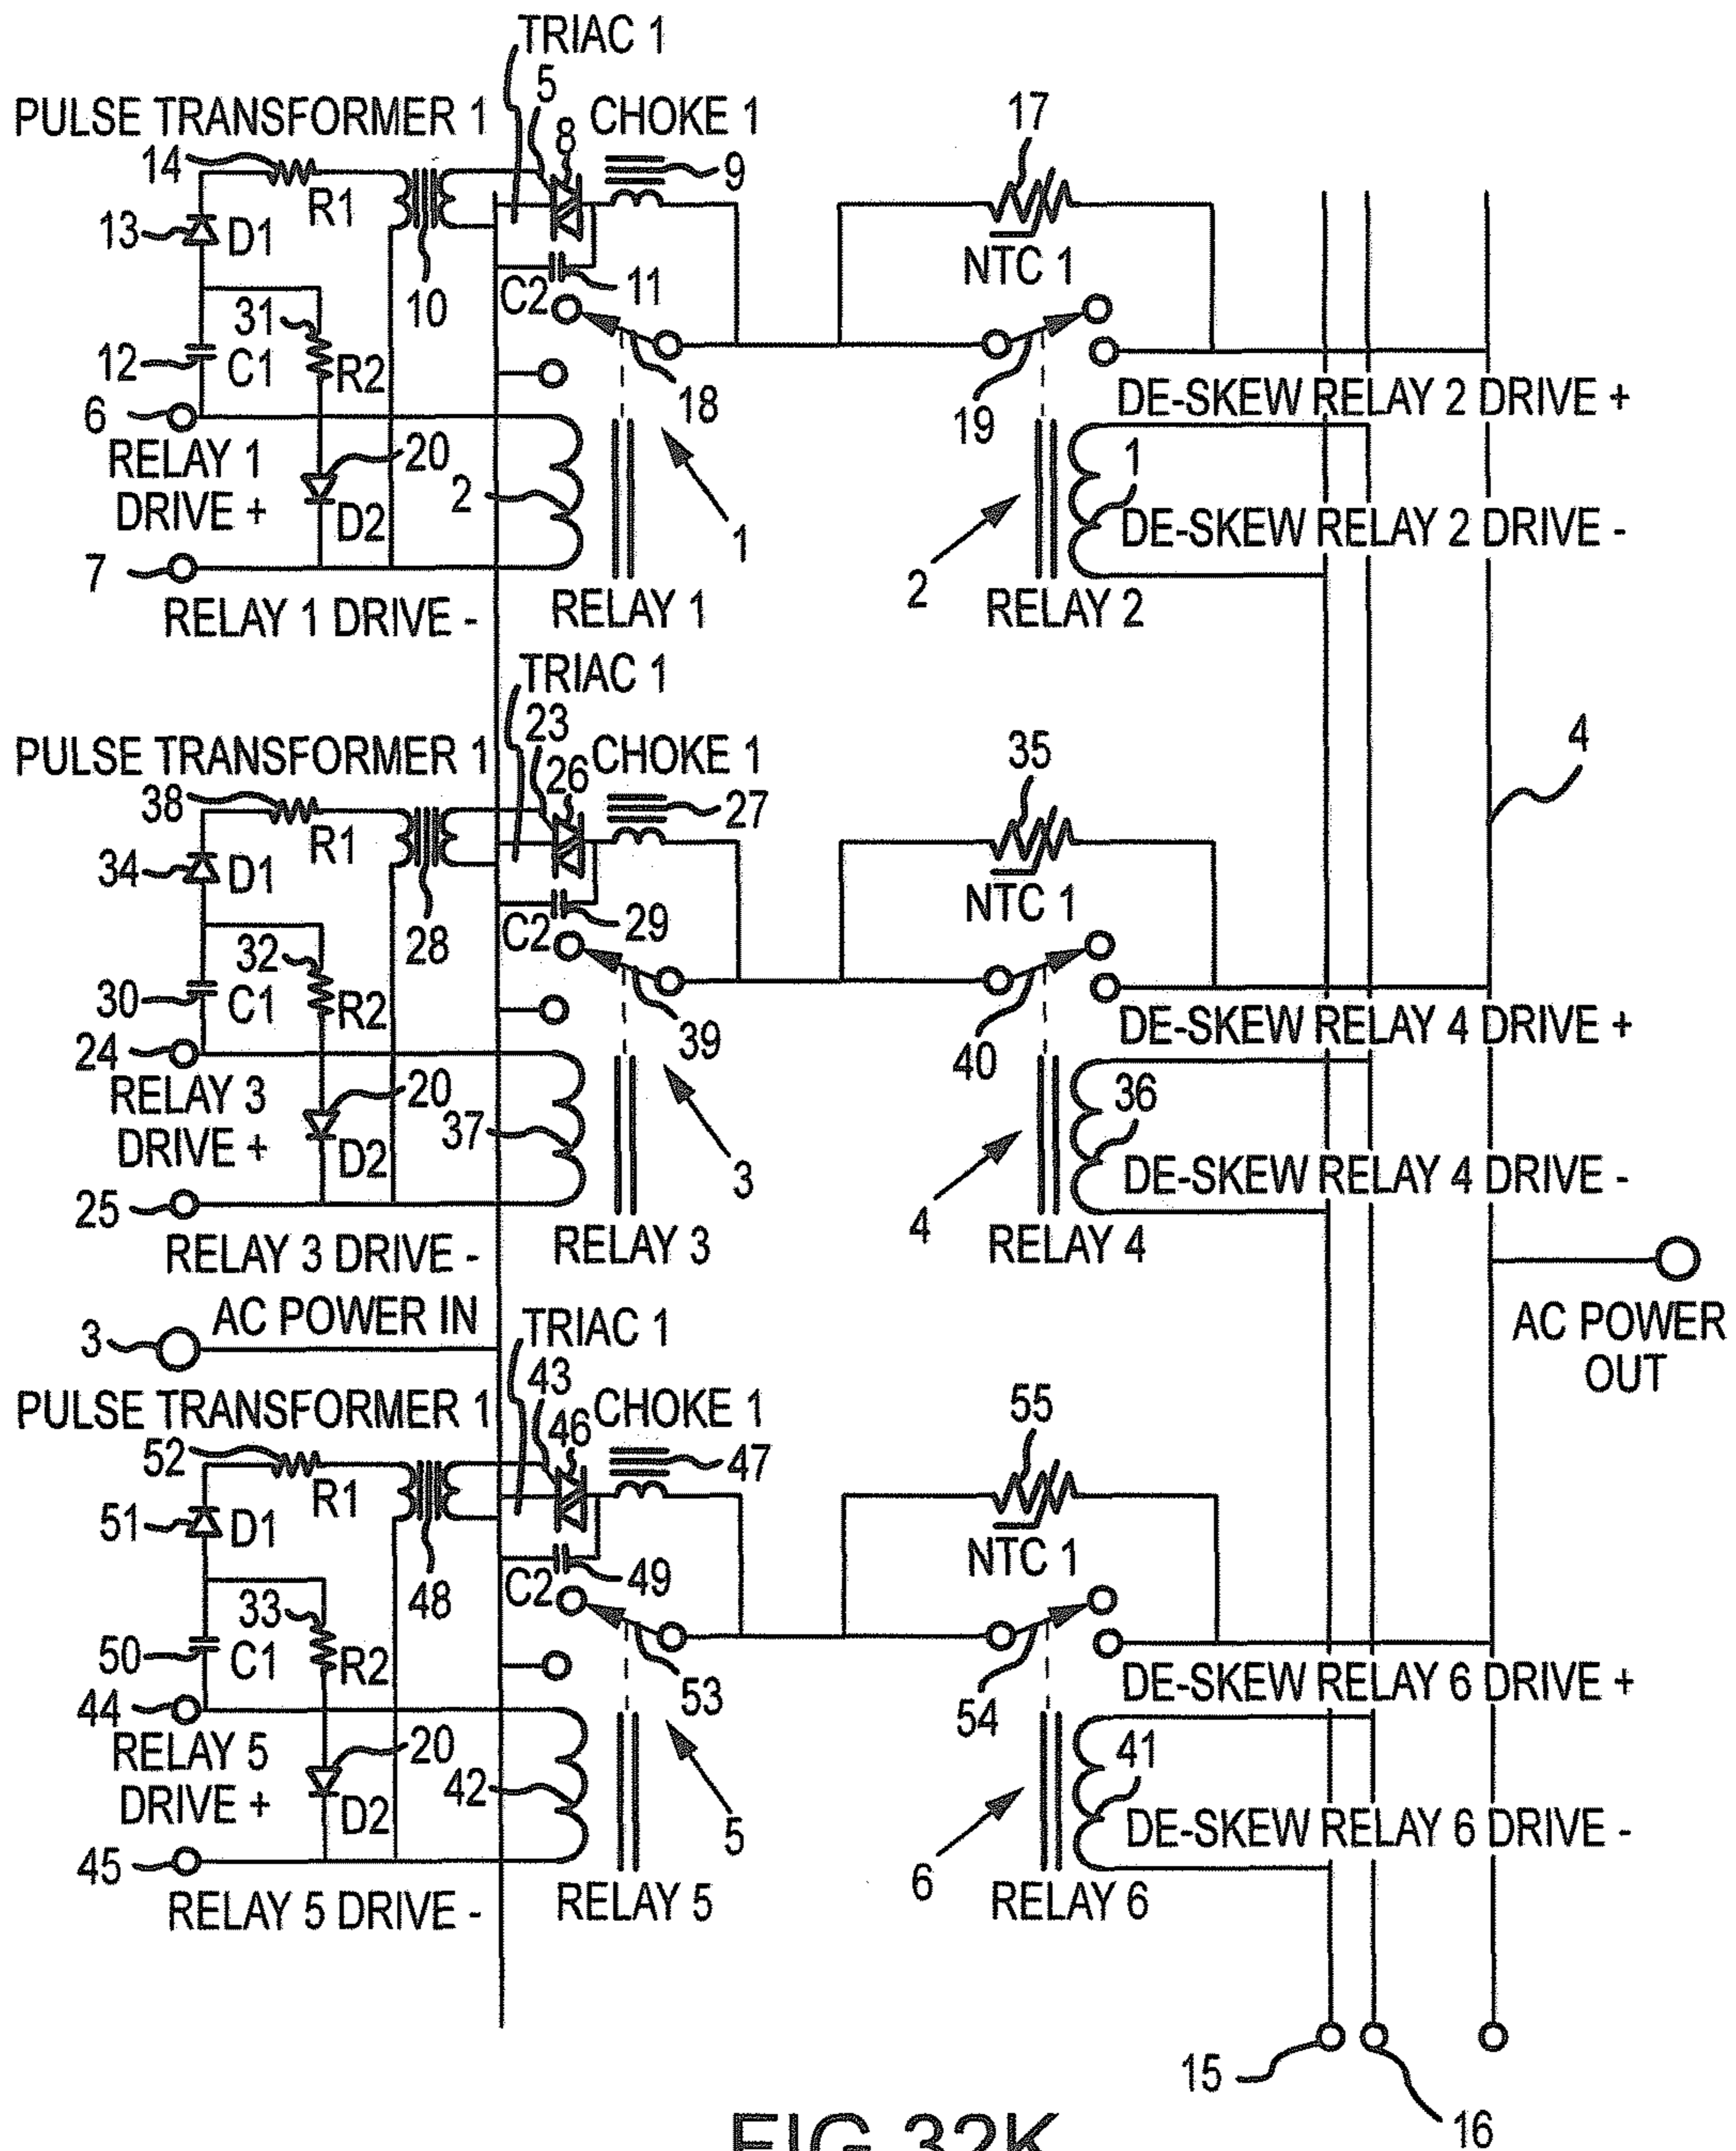 TRIAC 1
5
PULSE TRANSFORMER 1
8
CHOKE 1
17
14
9
R1
13
D1
NTC 1
C2
11
10
31
12
C1
R2
18
19
DE-SKEW RELAY 2 DRIVE +
6
RELAY 1
DRIVE +
20
2
1
D2
1
DE-SKEW RELAY 2 DRIVE -
2
7
RELAY 1 DRIVE -
RELAY 1
RELAY 2
TRIAC 1
23
PULSE TRANSFORMER 1
26
CHOKE 1
35
4
38
27
R1
34
D1
NTC 1
C2
29
28
32
30
C1
R2
39
40
DE-SKEW RELAY 4 DRIVE +
24
RELAY 3
DRIVE +
20
37
36
D2
3
DE-SKEW RELAY 4 DRIVE -
4
25
RELAY 3 DRIVE -
RELAY 3
RELAY 4
AC POWER IN
3
AC POWER
OUT
TRIAC 1
43
PULSE TRANSFORMER 1
46
CHOKE 1
55
52
47
R1
51
D1
NTC 1
C2
49
48
33
50
C1
R2
53
54
DE-SKEW RELAY 6 DRIVE +
44
RELAY 5
DRIVE +
20
42
41
D2
5
DE-SKEW RELAY 6 DRIVE -
6
45
RELAY 5 DRIVE -
RELAY 5
RELAY 6
15
16
FIG.32K